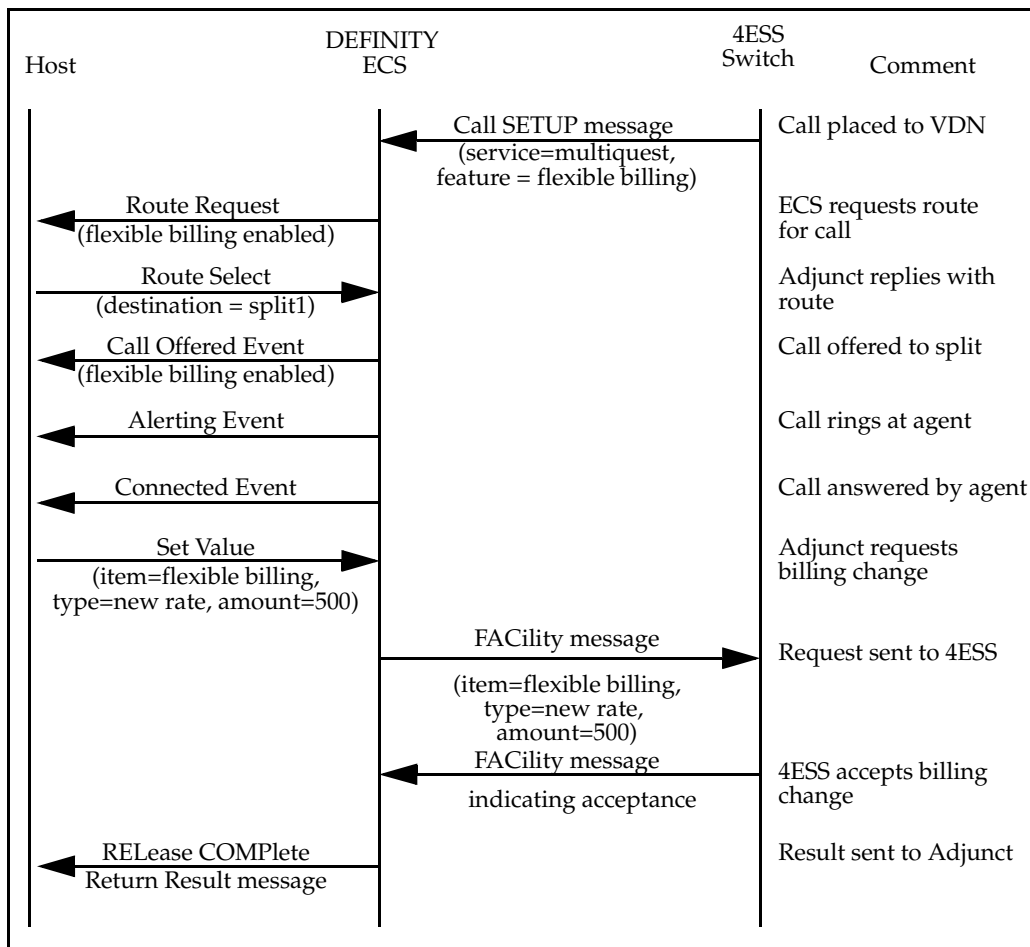 DEFINITY
ECS
4ESS
Switch
Host
Comment
Call SETUP message
(service=multiquest,
feature = flexible billing)
Call placed to VDN
Route Request
(flexible billing enabled)
ECS requests route
for call
Route Select
(destination = split1)
Adjunct replies with
route
Call Offered Event
(flexible billing enabled)
Call offered to split
Alerting Event
Call rings at agent
Connected Event
Call answered by agent
Set Value
(item=flexible billing,
type=new rate, amount=500)
Adjunct requests
billing change
FACility message
(item=flexible billing,
type=new rate,
amount=500)
Request sent to 4ESS
FACility message
indicating acceptance
4ESS accepts billing
change
RELease COMPlete
Return Result message
Result sent to Adjunct